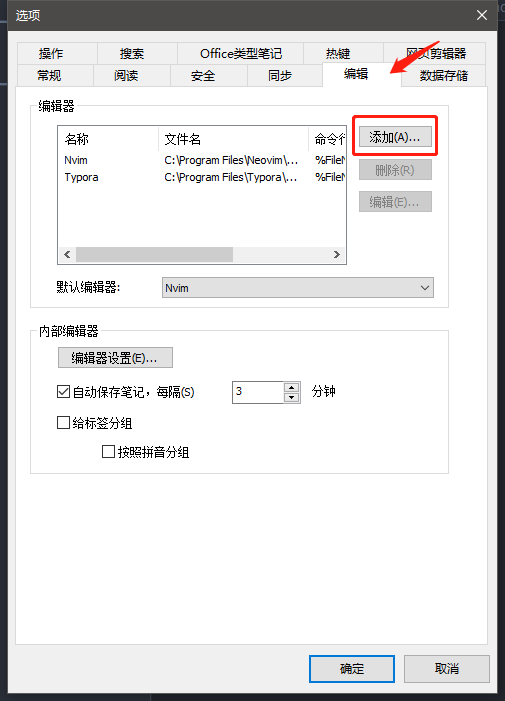 选项
操作 搜索 Office类型笔记 热键 网页剪辑器
常规 阅读 安全 同步 编辑 数据存储
编辑器
名称 文件名 命令行
Nvim C:\Program Files\Neovim\... %FileN
Typora C:\Program Files\Typora\... %FileN
添加(A)...
删除(R)
编辑(E)...
默认编辑器: Nvim
内部编辑器
编辑器设置(E)...
自动保存笔记，每隔(S) 3 分钟
给标签分组
按照拼音分组
确定 取消